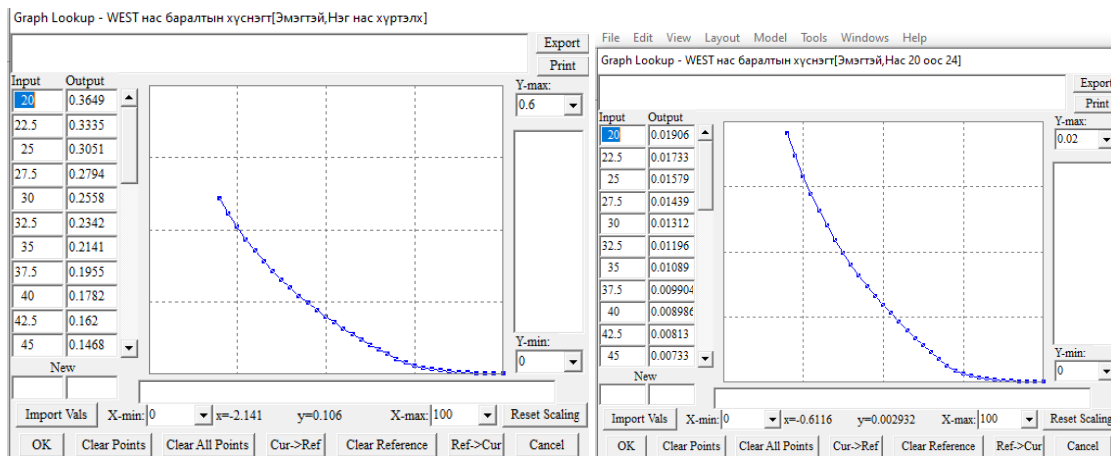 Graph Lookup - WEST нас баралтын хүснэгт[Эмэгтэй,Нэг нас хүртэлх]
Export
Print
Input Output
20 0.3649
22.5 0.3335
25 0.3051
27.5 0.2794
30 0.2558
32.5 0.2342
35 0.2141
37.5 0.1955
40 0.1782
42.5 0.162
45 0.1468
New
Y-max:
0.6
Y-min:
0
Import Vals X-min: 0 x=-2.141 y=0.106 X-max: 100 Reset Scaling
OK Clear Points Clear All Points Cur->Ref Clear Reference Ref->Cur Cancel
File Edit View Layout Model Tools Windows Help
Graph Lookup - WEST нас баралтын хүснэгт[Эмэгтэй,Нас 20 оос 24]
Export
Print
Input Output
20 0.01906
22.5 0.01733
25 0.01579
27.5 0.01439
30 0.01312
32.5 0.01196
35 0.01089
37.5 0.009904
40 0.008986
42.5 0.00813
45 0.00733
New
Y-max:
0.02
Y-min:
0
Import Vals X-min: 0 x=-0.6116 y=0.002932 X-max: 100 Reset Scaling
OK Clear Points Clear All Points Cur->Ref Clear Reference Ref->Cur Cancel